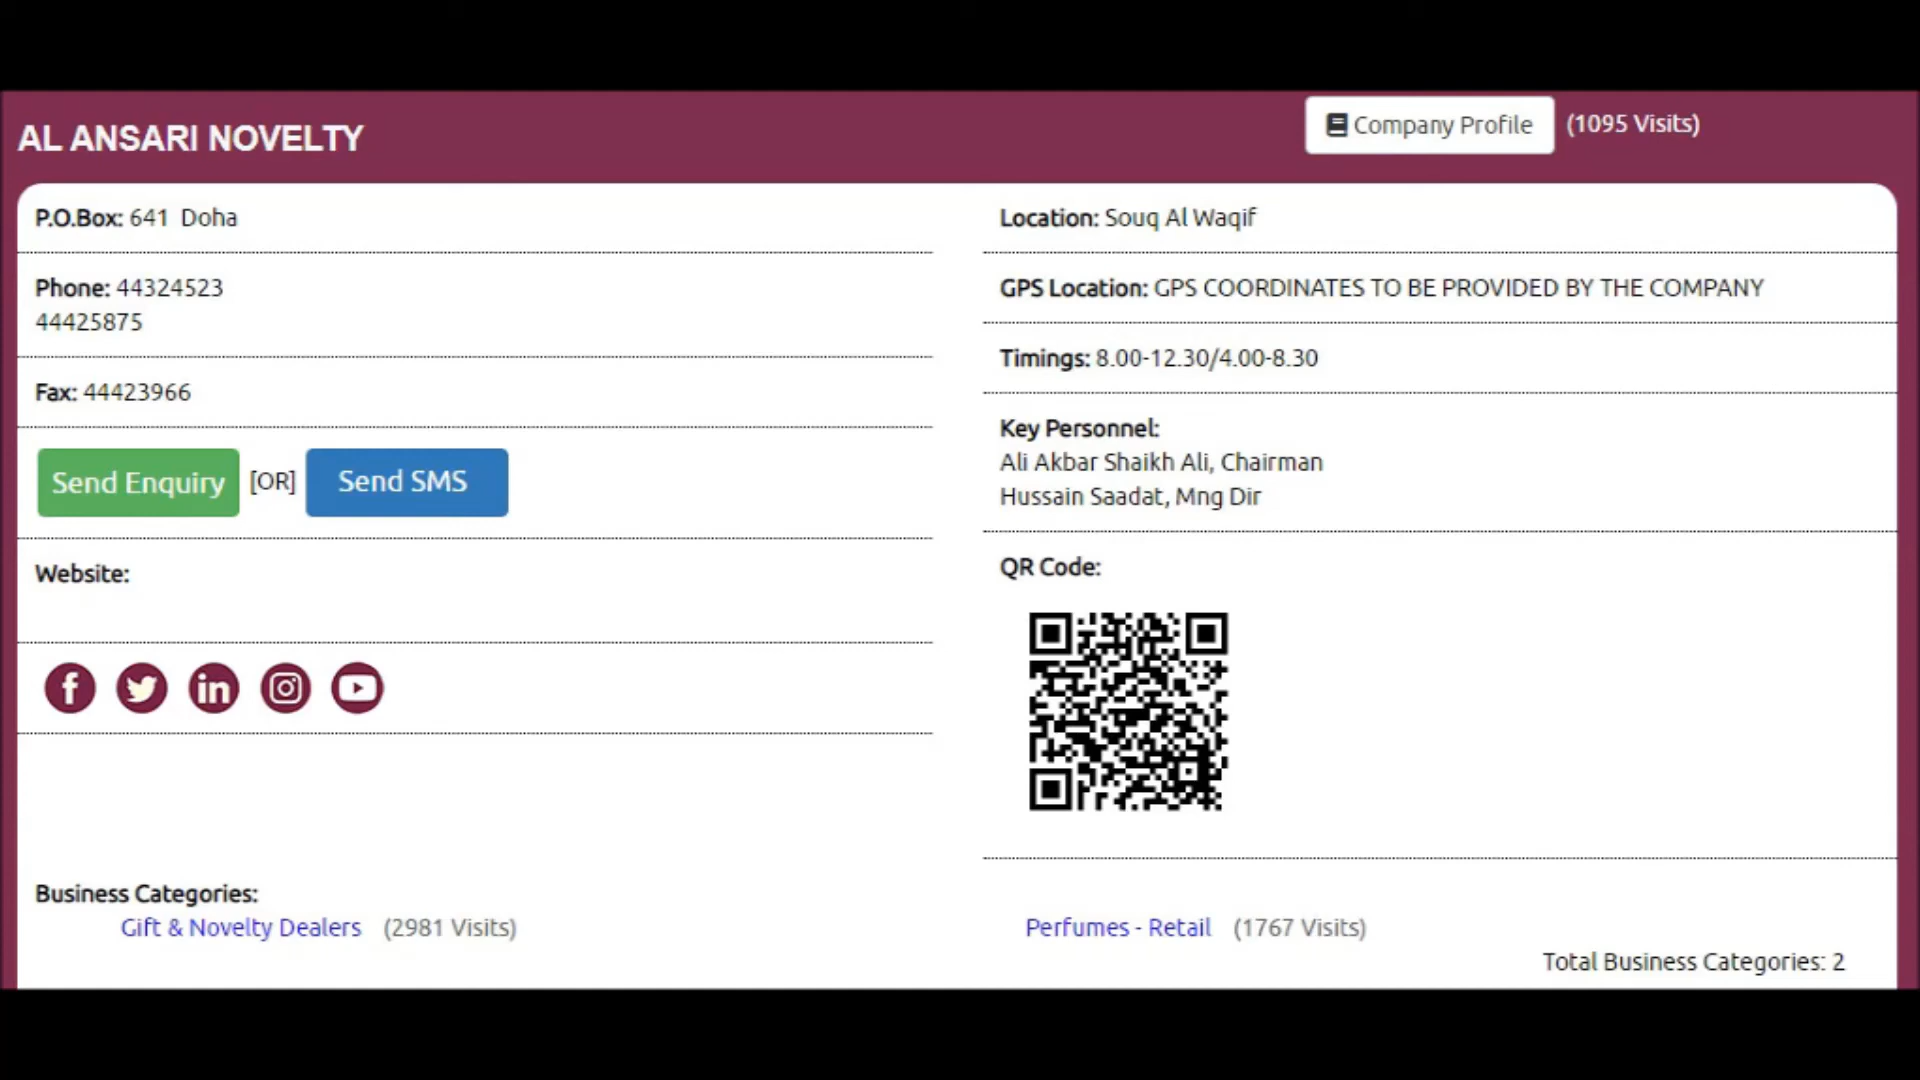 AL ANSARI NOVELTY
Company Profile (1095 Visits)
P.O.Box: 641 Doha
Phone: 44324523
44425875
Fax: 44423966
Send Enquiry [OR] Send SMS
Website:
Location: Souq Al Waqif
GPS Location: GPS COORDINATES TO BE PROVIDED BY THE COMPANY
Timings: 8.00-12.30/4.00-8.30
Key Personnel:
Ali Akbar Shaikh Ali, Chairman
Hussain Saadat, Mng Dir
QR Code:
Business Categories:
Gift & Novelty Dealers (2981 Visits)
Perfumes - Retail (1767 Visits)
Total Business Categories: 2